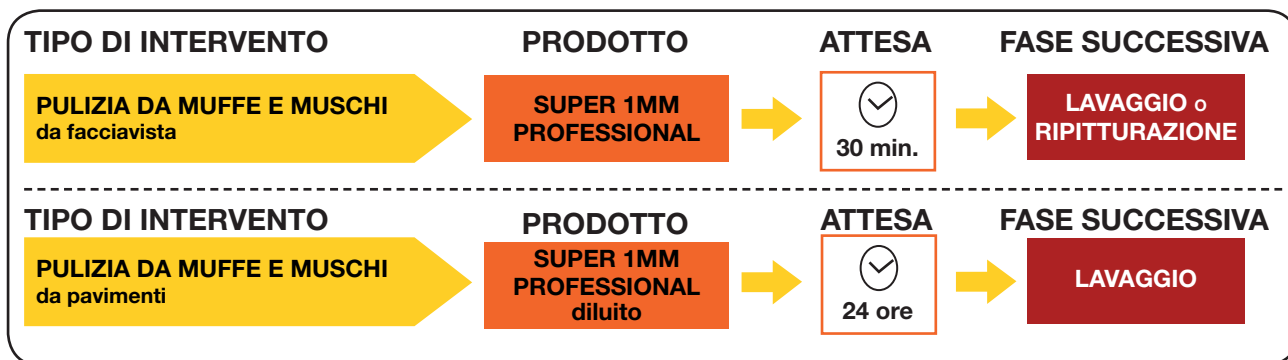 TIPO DI INTERVENTO
PRODOTTO
ATTESA
FASE SUCCESSIVA
PULIZIA DA MUFFE E MUSCHI
da facciavista
SUPER 1MM
PROFESSIONAL
30 min.
LAVAGGIO o
RIPITTURAZIONE
TIPO DI INTERVENTO
PRODOTTO
ATTESA
FASE SUCCESSIVA
PULIZIA DA MUFFE E MUSCHI
da pavimenti
SUPER 1MM
PROFESSIONAL
diluito
24 ore
LAVAGGIO